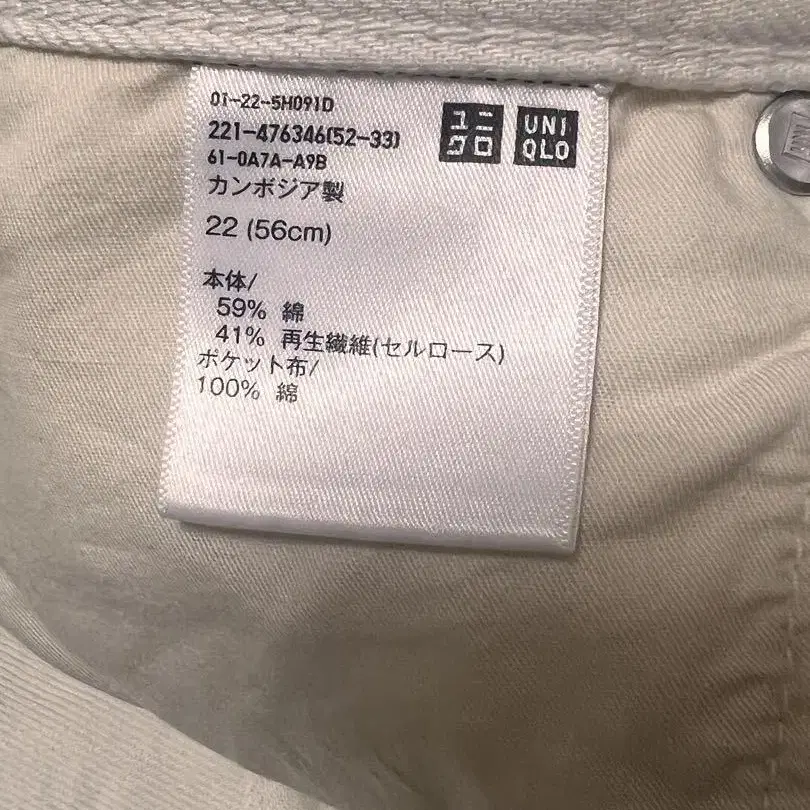 01-22-5H091D
221-476346(52-33)
61-0A7A-A9B
カンボジア製
22 (56cm)
ユニ
クロ
UNI
QLO
本体/
59% 綿
41% 再生繊維(セルロース)
ポケット布/
100% 綿